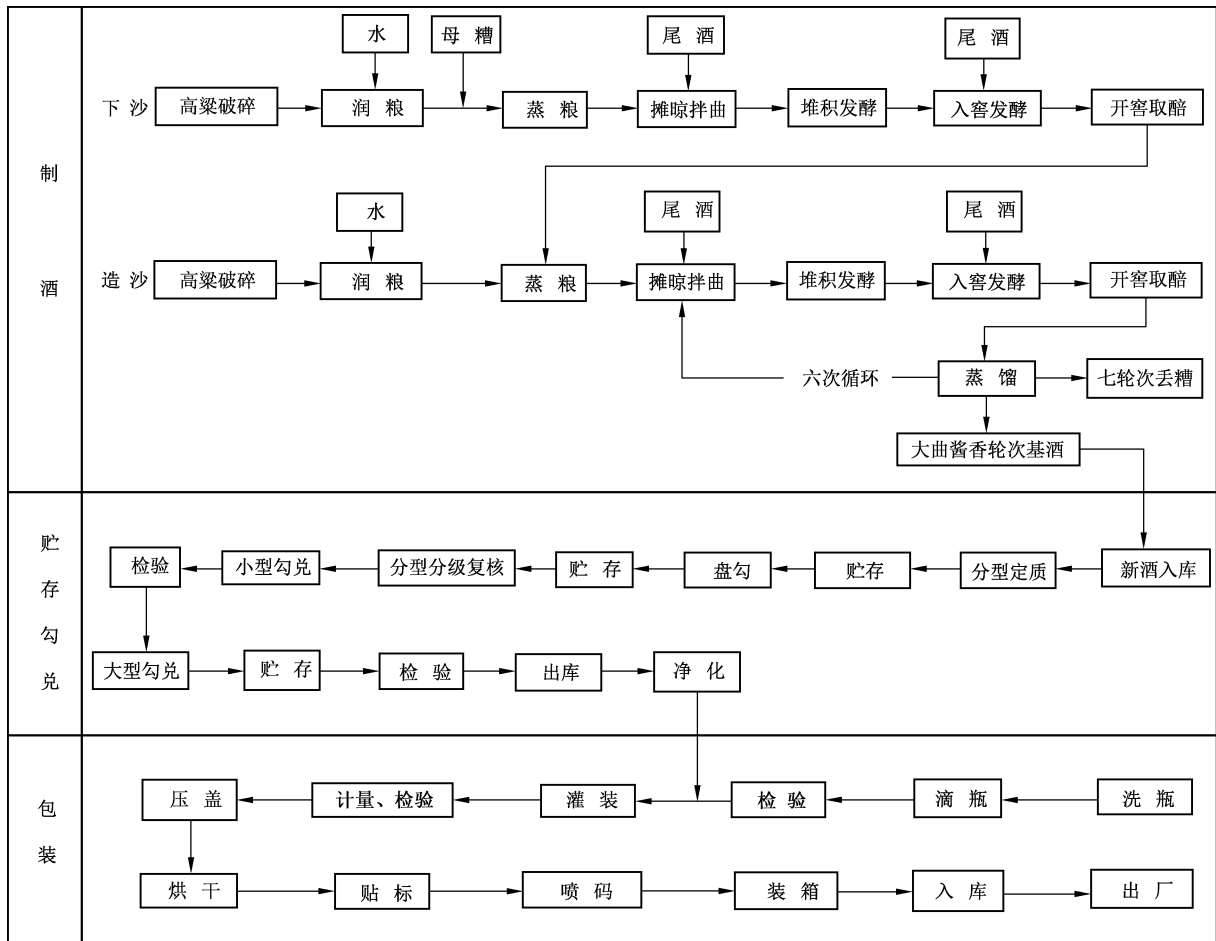 水
母 糟
尾 酒
尾 酒
下 沙
高粱破碎
润 粮
蒸 粮
摊晾拌曲
堆积发酵
入窖发酵
开窖取醅
制
酒
水
尾 酒
尾 酒
造 沙
高粱破碎
润 粮
蒸 粮
摊晾拌曲
堆积发酵
入窖发酵
开窖取醅
六次循环
蒸 馏
七轮次丢糟
大曲酱香轮次基酒
贮
存
勾
兑
检验
小型勾兑
分型分级复核
贮 存
盘勾
贮存
分型定质
新酒入库
大型勾兑
贮 存
检 验
出库
净 化
包
装
压 盖
计量、检验
灌 装
检 验
滴 瓶
洗 瓶
烘 干
贴 标
喷 码
装 箱
入 库
出 厂